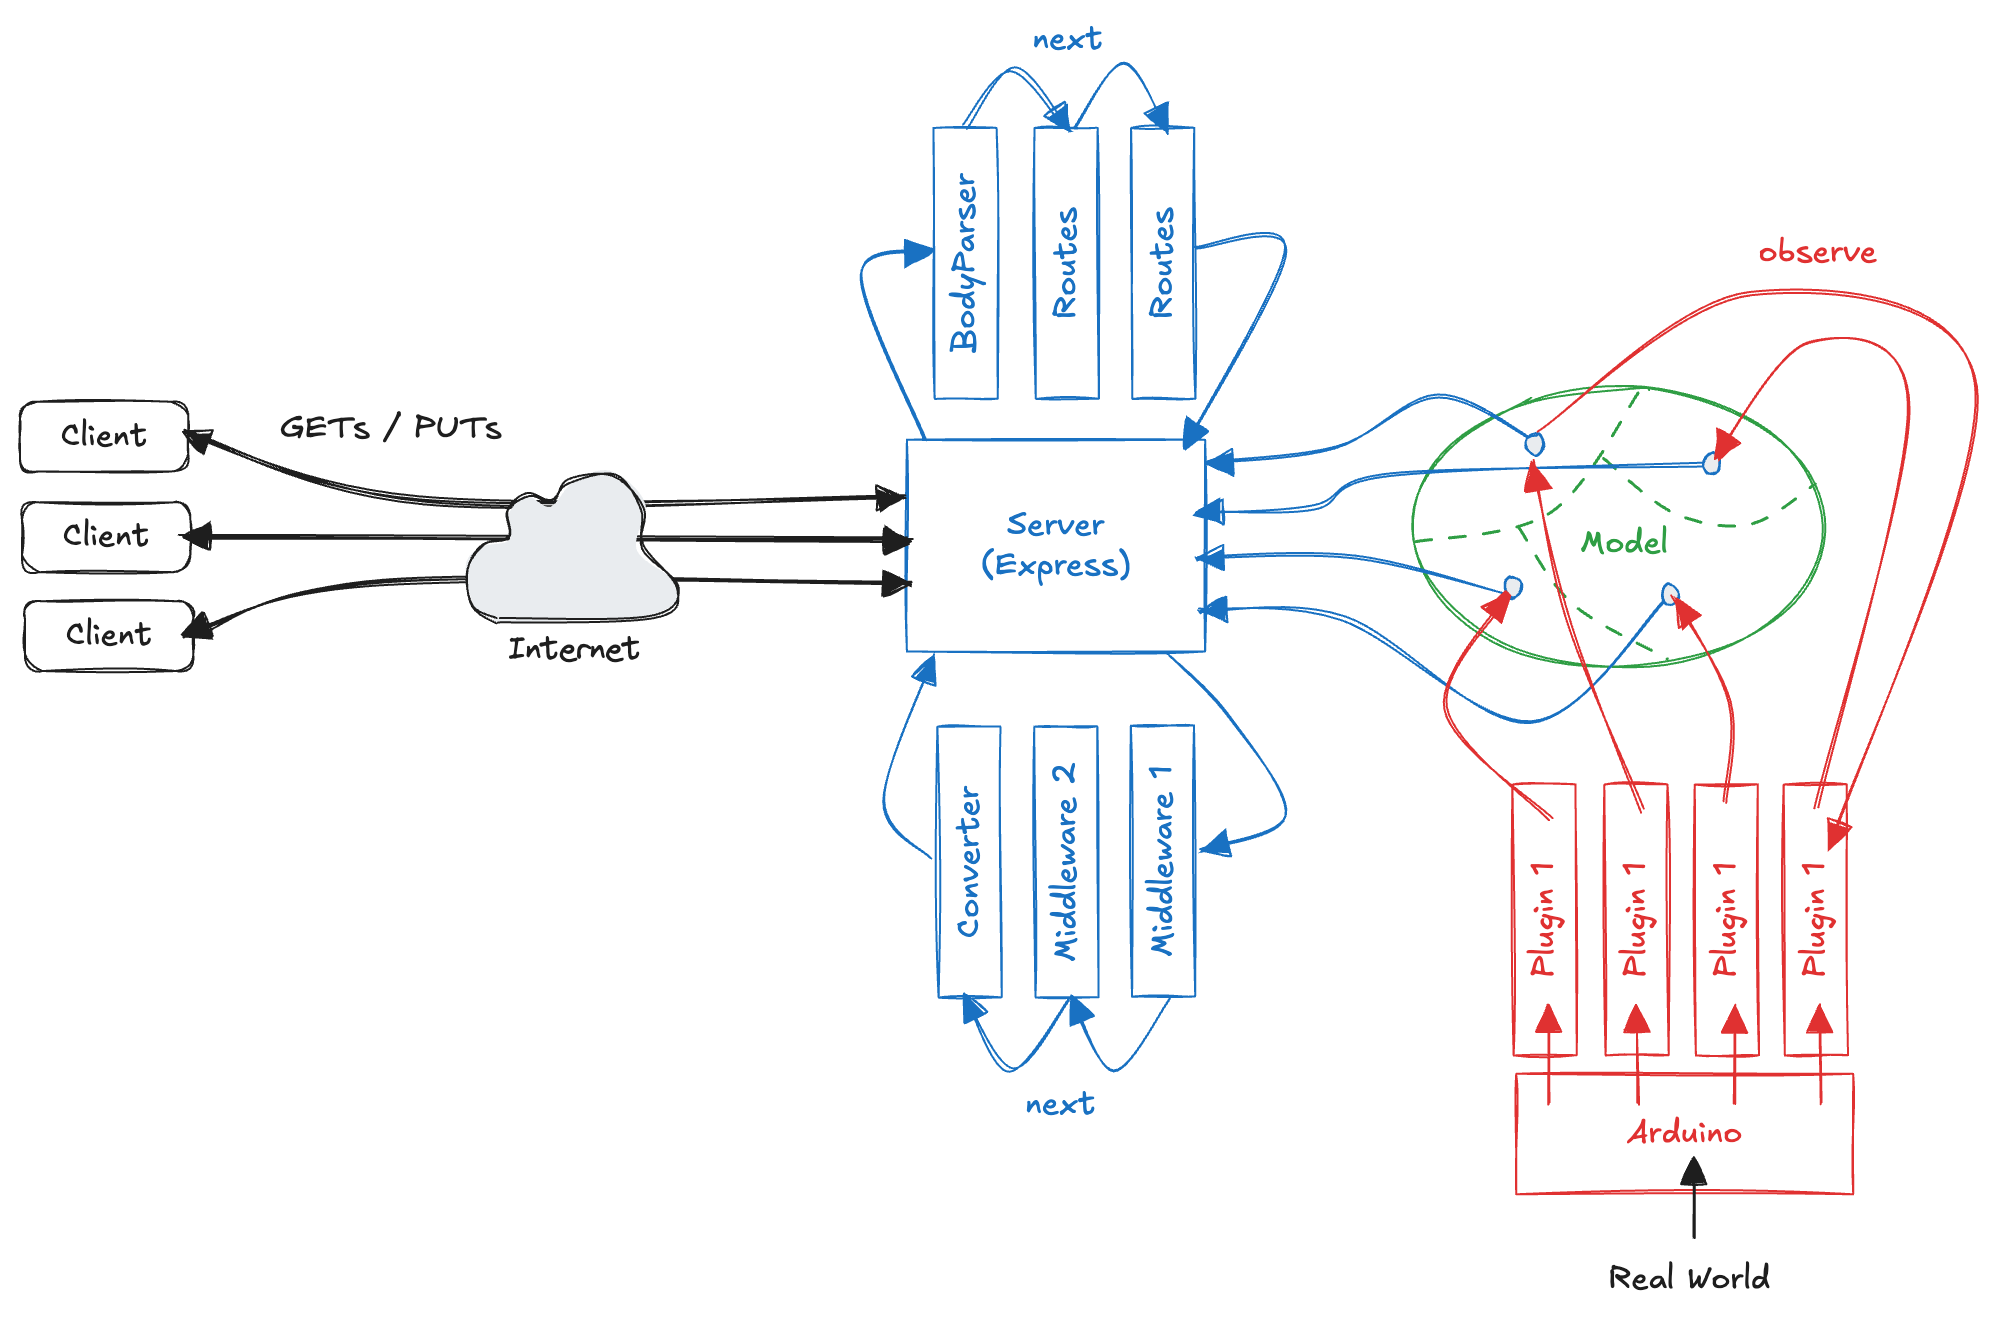 next
BodyParser
Routes
Routes
observe
Client
GETs / PUTs
Client
Client
Internet
Server
(Express)
Model
Converter
Middleware 2
Middleware 1
next
Plugin 1
Plugin 1
Plugin 1
Plugin 1
Arduino
Real World